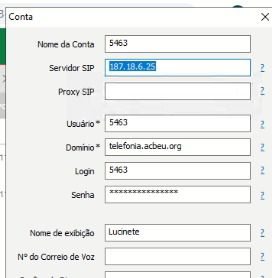 Conta
Nome da Conta 5463
Servidor SIP 187.18.6.25 ?
Proxy SIP ?
Usuário * 5463 ?
Domínio * telefonia.acbeu.org ?
Login 5463 ?
Senha *************** ?
Nome de exibição Lucinete ?
Nº do Correio de Voz ?